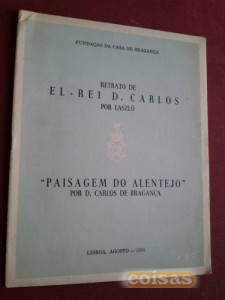 FUNDAÇÃO DA CASA DE BRAGANÇA
RETRATO DE
EL-REI D. CARLOS
POR LASZLÓ
"PAISAGEM DO ALENTEJO"
POR D. CARLOS DE BRAGANÇA
LISBOA, AGOSTO —
coisas